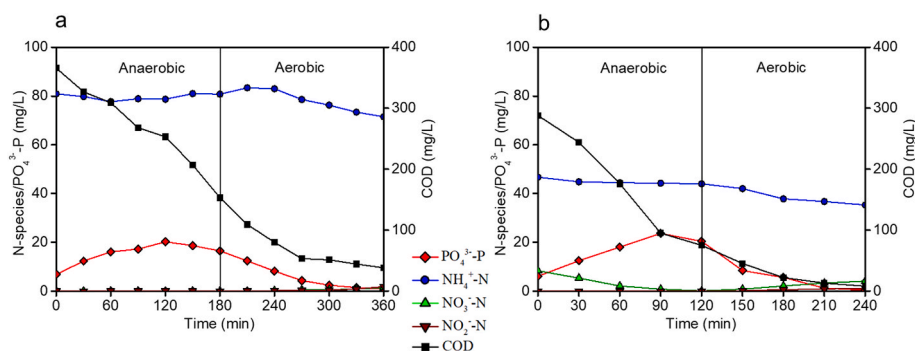 a
b
100
80
60
40
20
0
N-species/PO₄³⁻-P (mg/L)
Anaerobic
Aerobic
400
300
200
100
0
COD (mg/L)
0 60 120 180 240 300 360
Time (min)
PO₄³⁻-P
NH₄⁺-N
NO₃⁻-N
NO₂⁻-N
COD
100
80
60
40
20
0
N-species/PO₄³⁻-P (mg/L)
Anaerobic
Aerobic
400
300
200
100
0
COD (mg/L)
0 30 60 90 120 150 180 210 240
Time (min)